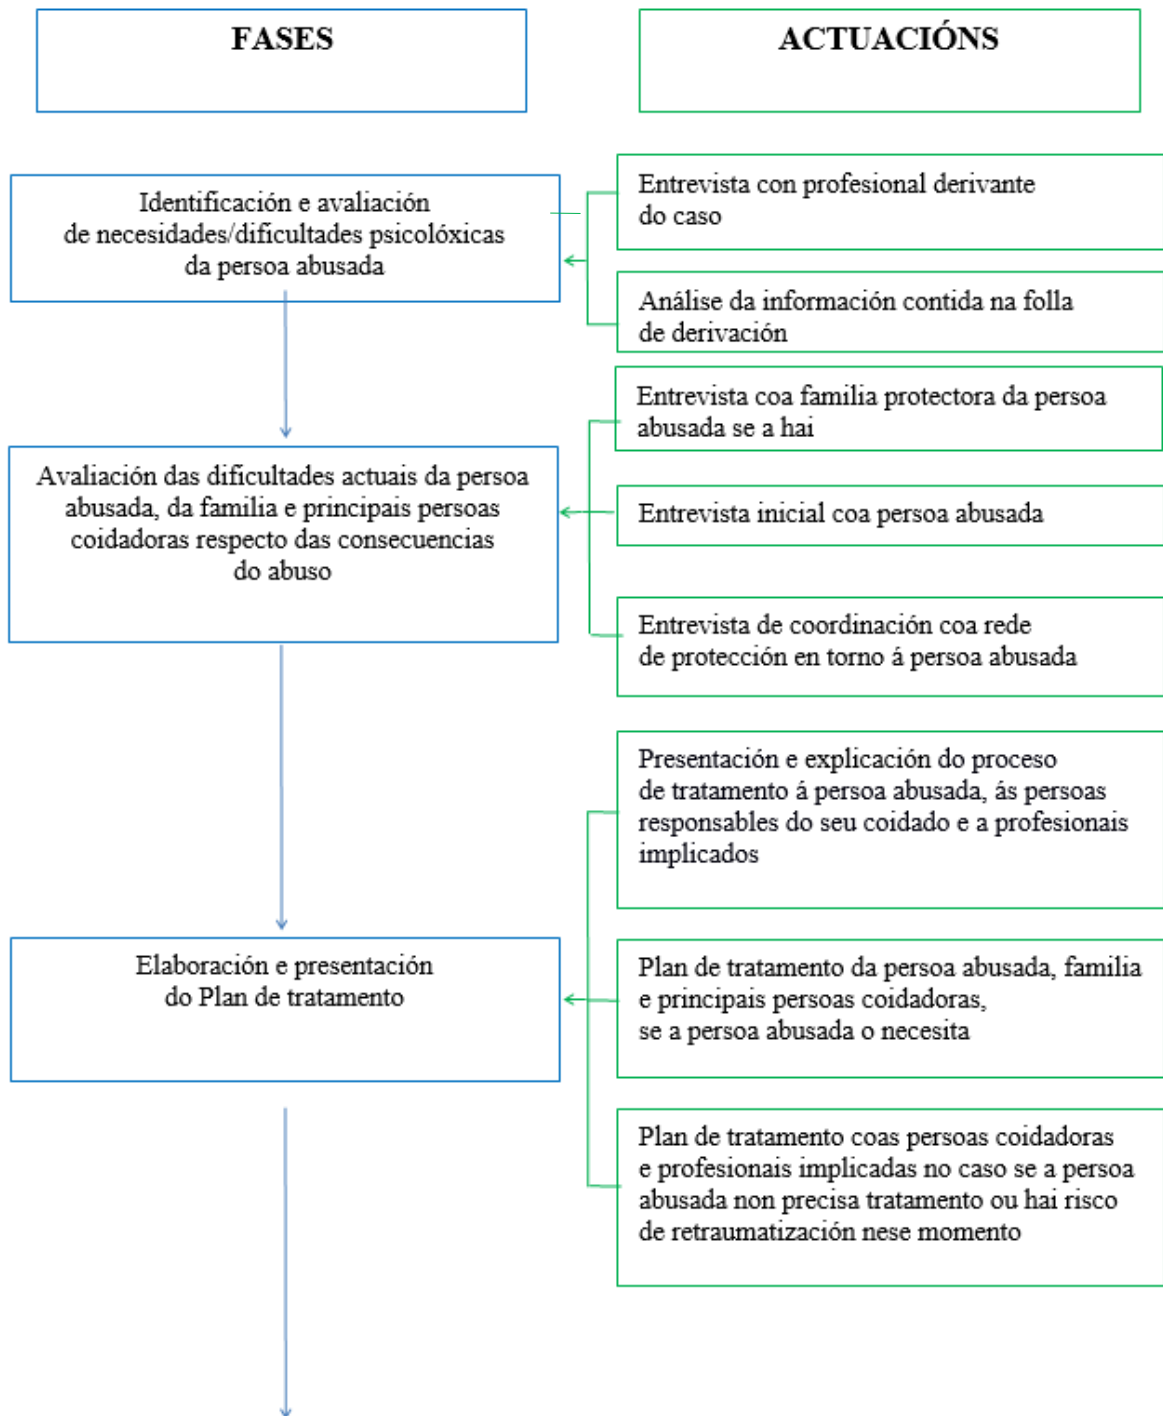 FASES
ACTUACIÓNS
Identificación e avaliación
de necesidades/dificultades psicolóxicas
da persoa abusada
Entrevista con profesional derivante
do caso
Análise da información contida na folla
de derivación
Avaliación das dificultades actuais da persoa
abusada, da familia e principais persoas
coidadoras respecto das consecuencias
do abuso
Entrevista coa familia protectora da persoa
abusada se a hai
Entrevista inicial coa persoa abusada
Entrevista de coordinación coa rede
de protección en torno á persoa abusada
Elaboración e presentación
do Plan de tratamento
Presentación e explicación do proceso
de tratamento á persoa abusada, ás persoas
responsables do seu coidado e a profesionais
implicados
Plan de tratamento da persoa abusada, familia
e principais persoas coidadoras,
se a persoa abusada o necesita
Plan de tratamento coas persoas coidadoras
e profesionais implicadas no caso se a persoa
abusada non precisa tratamento ou hai risco
de retraumatización nese momento